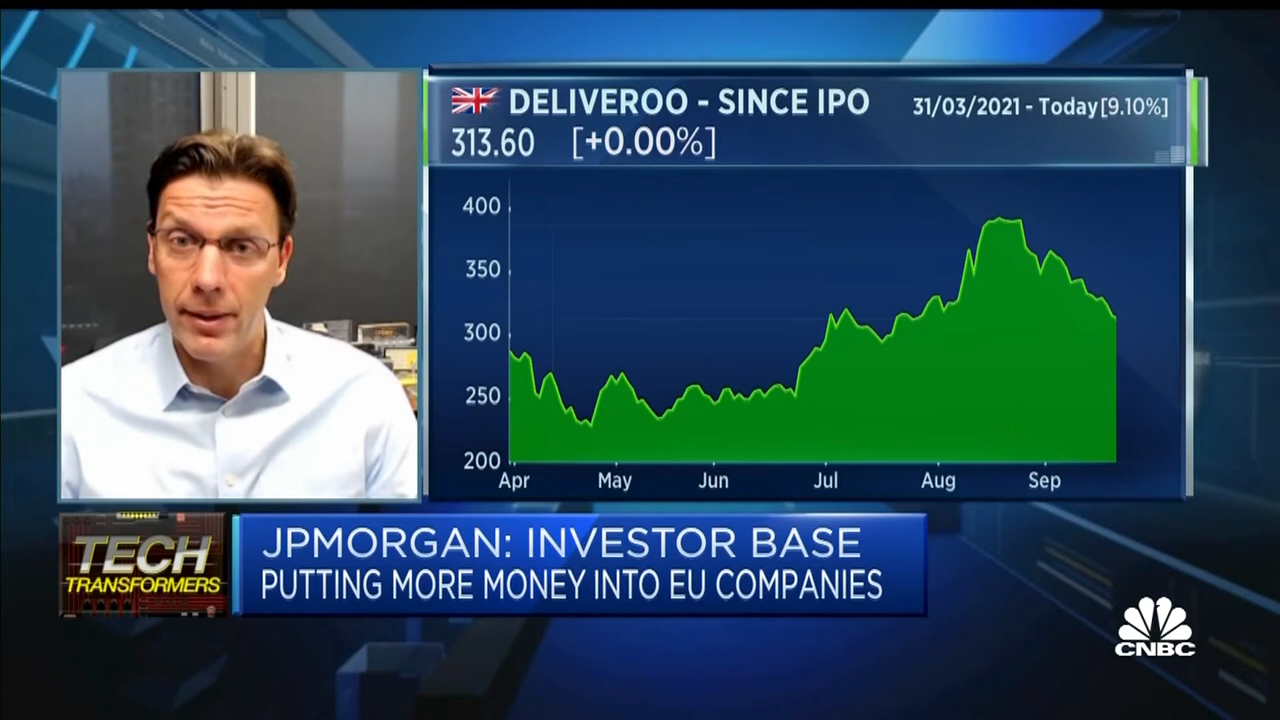 DELIVEROO - SINCE IPO
31/03/2021 - Today[9.10%]
313.60 [+0.00%]
400
350
300
250
200
Apr May Jun Jul Aug Sep
TECH
TRANSFORMERS
JPMORGAN: INVESTOR BASE
PUTTING MORE MONEY INTO EU COMPANIES
CNBC